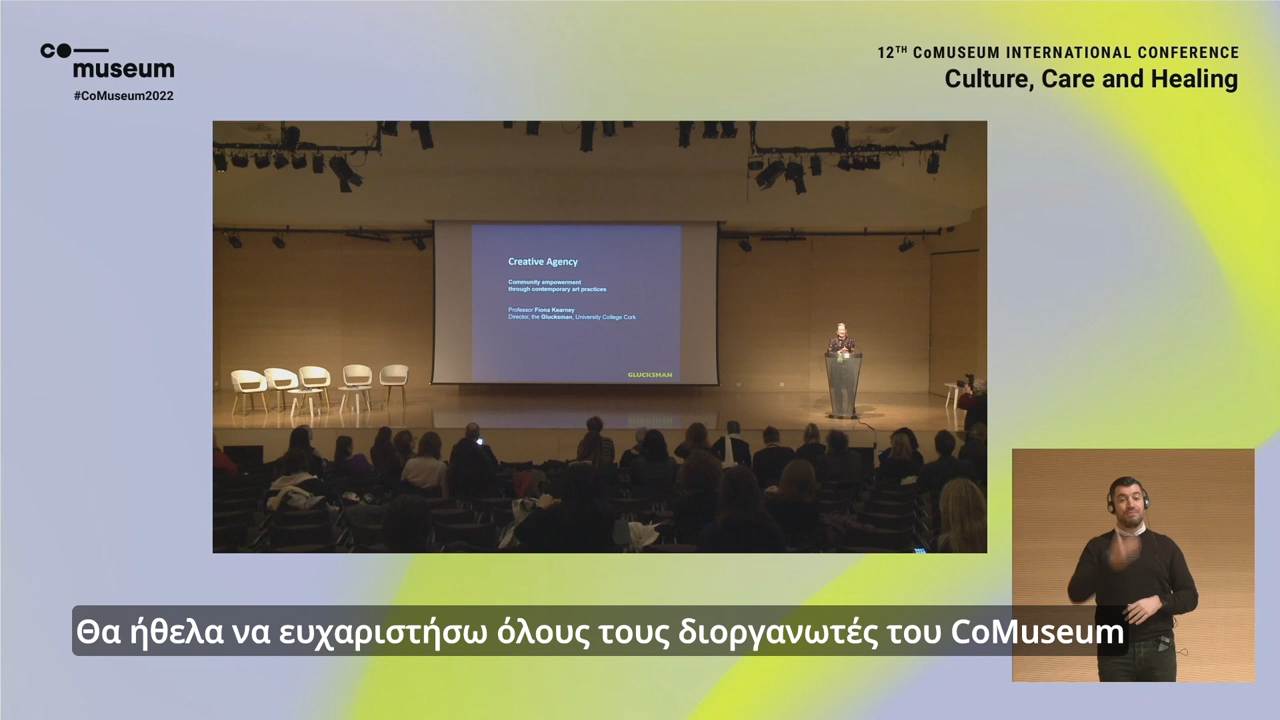 co museum
#CoMuseum2022
12TH CoMUSEUM INTERNATIONAL CONFERENCE
Culture, Care and Healing
Creative Agency
Community empowerment
through contemporary art practices
Professor Fiona Kearney
Director, the Glucksman, University College Cork
GLUCKSMAN
Θα ήθελα να ευχαριστήσω όλους τους διοργανωτές του CoMuseum